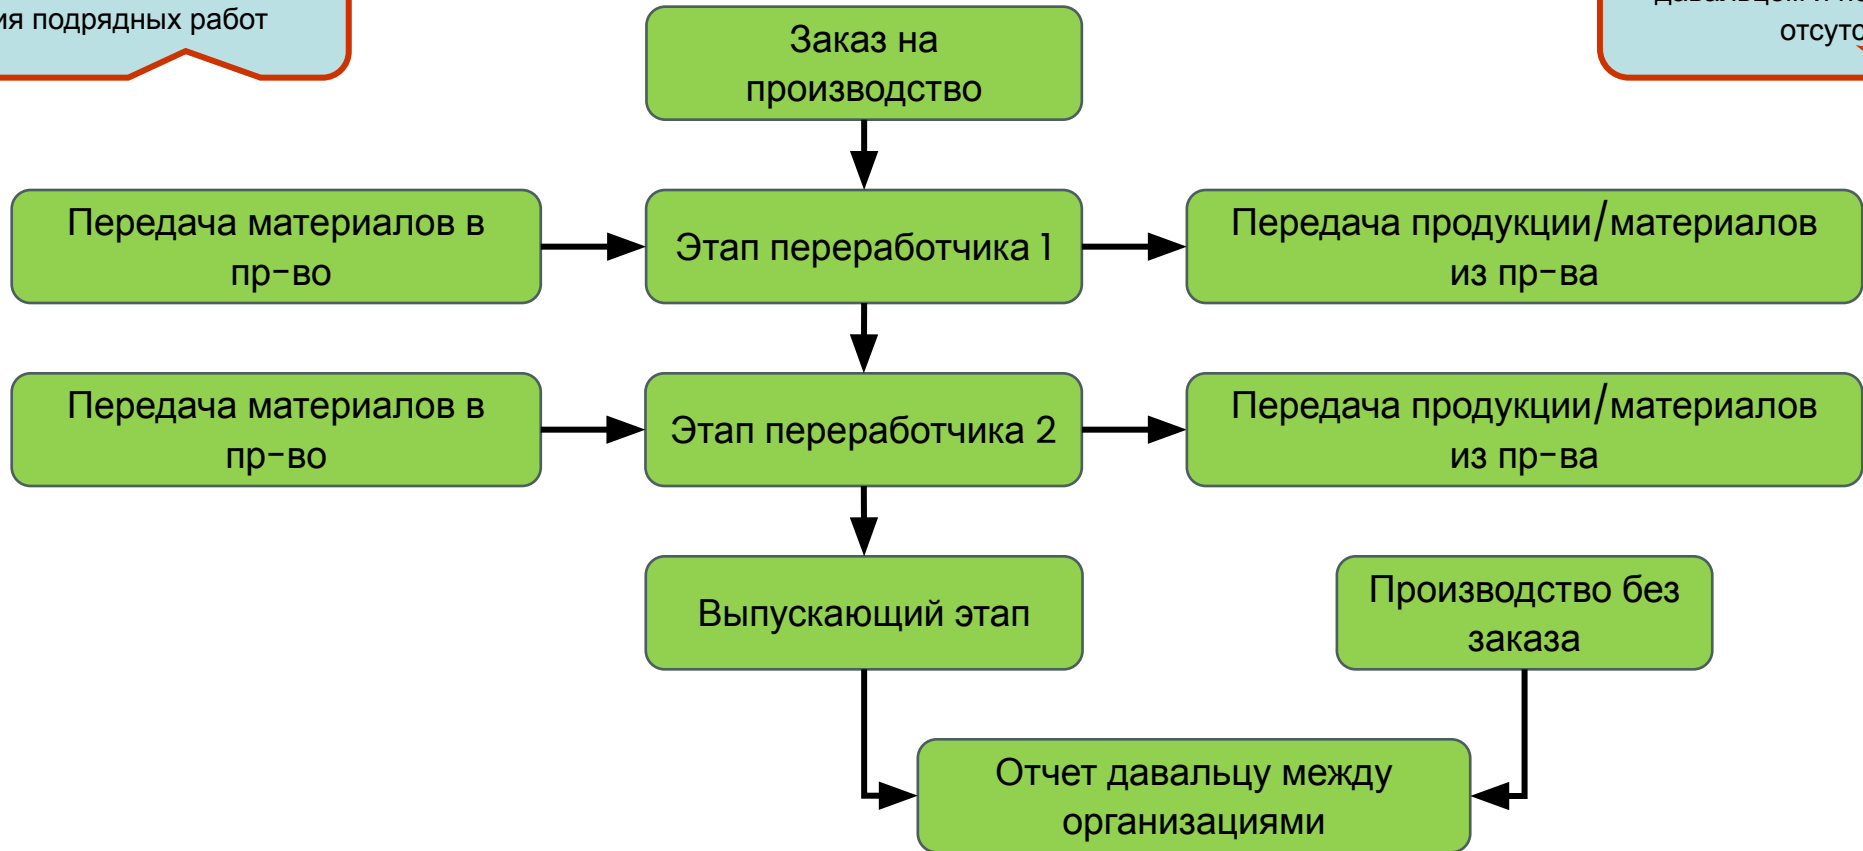 подрядных работ
отсутс
Заказ на
производство
Передача материалов в
пр-во
Этап переработчика 1
Передача продукции/материалов
из пр-ва
Передача материалов в
пр-во
Этап переработчика 2
Передача продукции/материалов
из пр-ва
Выпускающий этап
Производство без
заказа
Отчет давальцу между
организациями